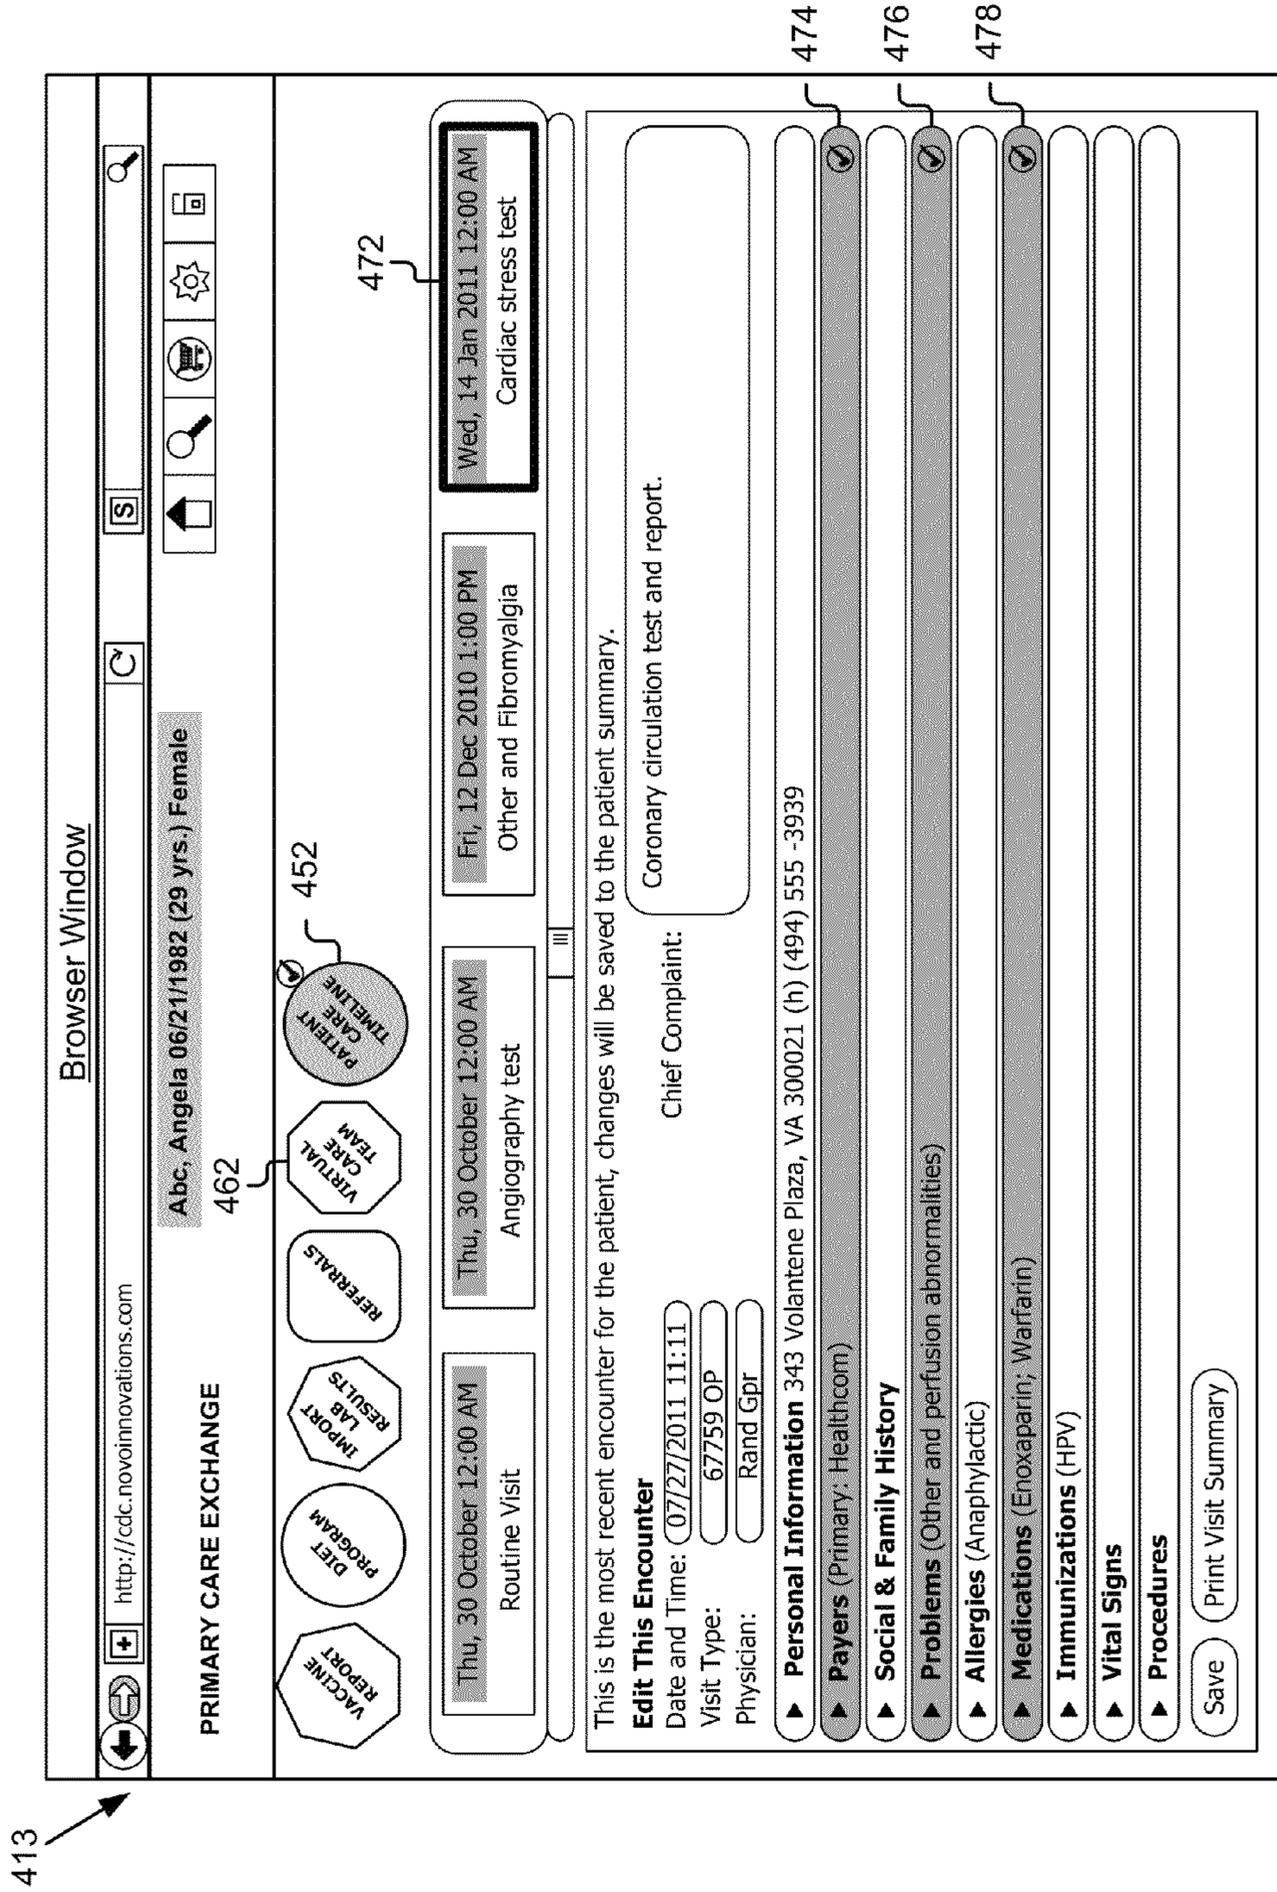 413
Browser Window
http://cdc.novoinnovations.com
S
PRIMARY CARE EXCHANGE
Abc, Angela 06/21/1982 (29 yrs.) Female
462
452
VACCINE
REPORT
DIET
PROGRAM
IMPORT
LAB
RESULTS
REFERRALS
VIRTUAL
CARE
TEAM
PATIENT
CARE
TIMELINE
472
Thu, 30 October 12:00 AM
Routine Visit
Thu, 30 October 12:00 AM
Angiography test
Fri, 12 Dec 2010 1:00 PM
Other and Fibromyalgia
Wed, 14 Jan 2011 12:00 AM
Cardiac stress test
This is the most recent encounter for the patient, changes will be saved to the patient summary.
Edit This Encounter
Date and Time: 07/27/2011 11:11
Visit Type: 67759 OP
Physician: Rand Gpr
Chief Complaint:
Coronary circulation test and report.
Personal Information 343 Volantene Plaza, VA 300021 (h) (494) 555 -3939
Payers (Primary: Healthcom)
474
Social & Family History
Problems (Other and perfusion abnormalities)
476
Allergies (Anaphylactic)
Medications (Enoxaparin; Warfarin)
478
Immunizations (HPV)
Vital Signs
Procedures
Save
Print Visit Summary